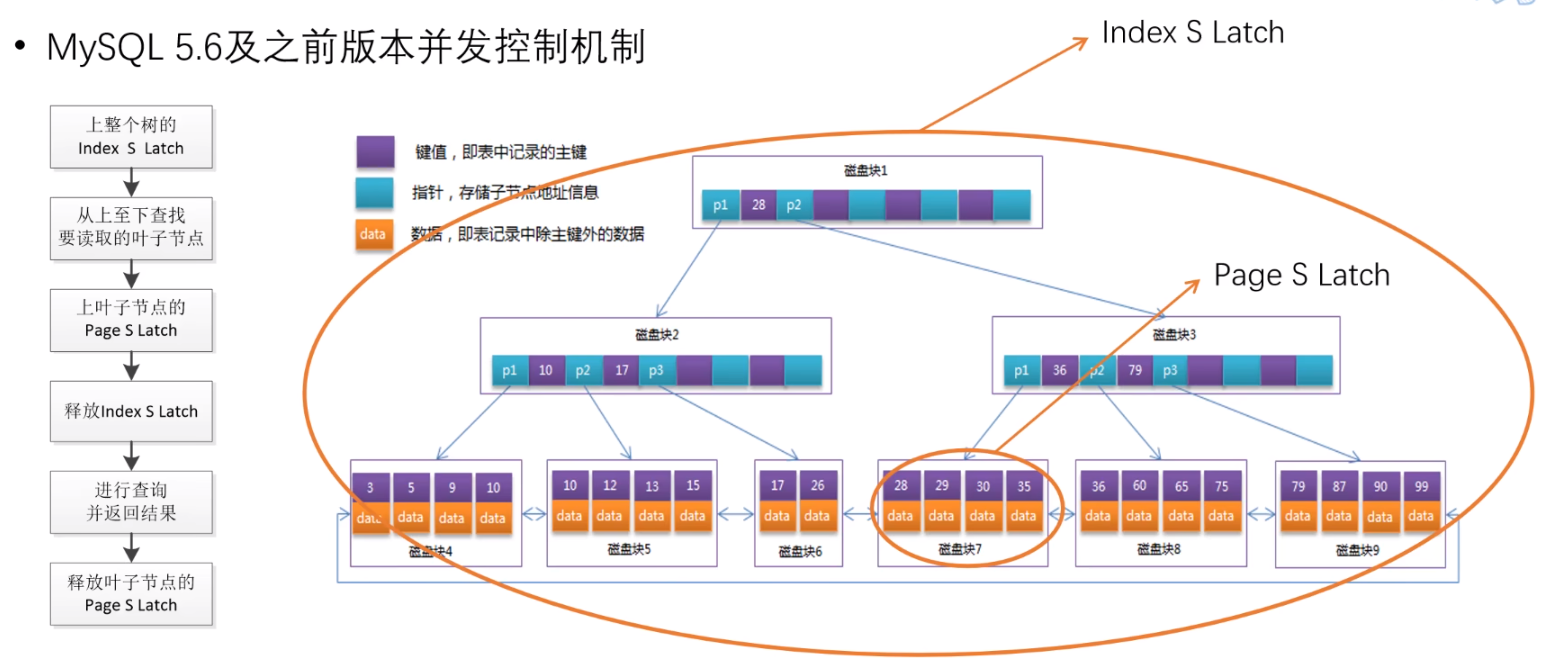 • MySQL 5.6及之前版本并发控制机制
上整个树的
Index S Latch
从上至下查找
要读取的叶子节点
上叶子节点的
Page S Latch
释放Index S Latch
进行查询
并返回结果
释放叶子节点的
Page S Latch
Index S Latch
键值，即表中记录的主键
指针，存储子节点地址信息
data 数据，即表记录中除主键外的数据
磁盘块1
p1 28 p2
Page S Latch
磁盘块2
p1 10 p2 17 p3
磁盘块3
p1 36 p2 79 p3
3 5 9 10
data data data data
磁盘块4
10 12 13 15
data data data data
磁盘块5
17 26
data data
磁盘块6
28 29 30 35
data data data data
磁盘块7
36 60 65 75
data data data data
磁盘块8
79 87 90 99
data data data data
磁盘块9